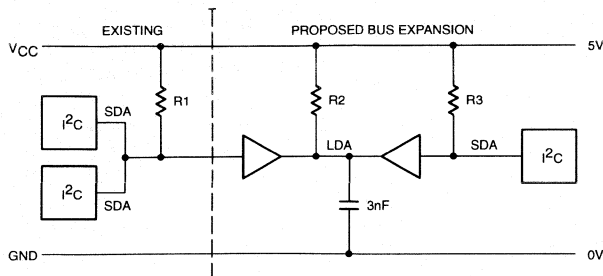 EXISTING
PROPOSED BUS EXPANSION
VCC
5V
R1
R2
R3
I²C
SDA
LDA
SDA
I²C
I²C
SDA
3nF
GND
0V